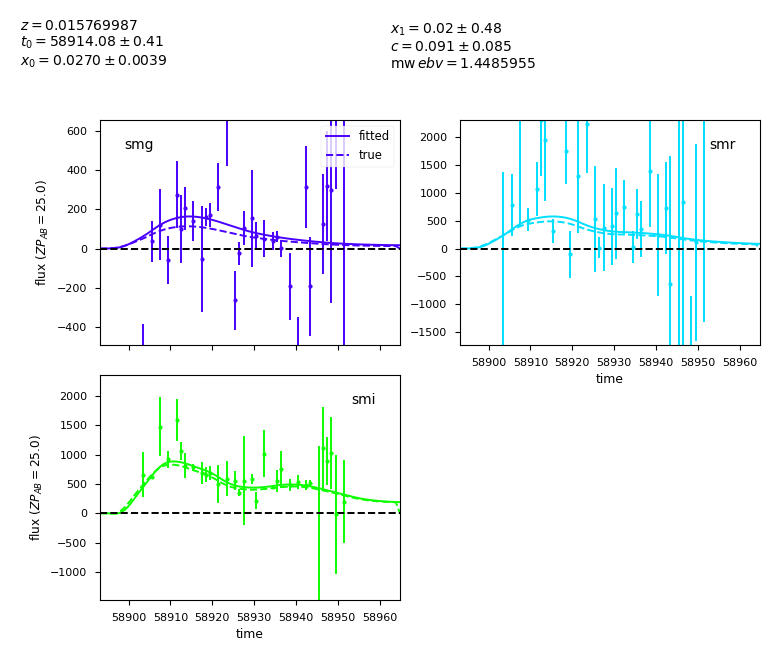 z = 0.015769987
t₀ = 58914.08 ± 0.41
x₀ = 0.0270 ± 0.0039
x₁ = 0.02 ± 0.48
c = 0.091 ± 0.085
mw ebv = 1.4485955
smg
fitted
true
600
400
200
0
−200
−400
flux (ZP_AB = 25.0)
smr
2000
1500
1000
500
0
−500
−1000
−1500
58900 58910 58920 58930 58940 58950 58960
time
smi
2000
1500
1000
500
0
−500
−1000
flux (ZP_AB = 25.0)
58900 58910 58920 58930 58940 58950 58960
time